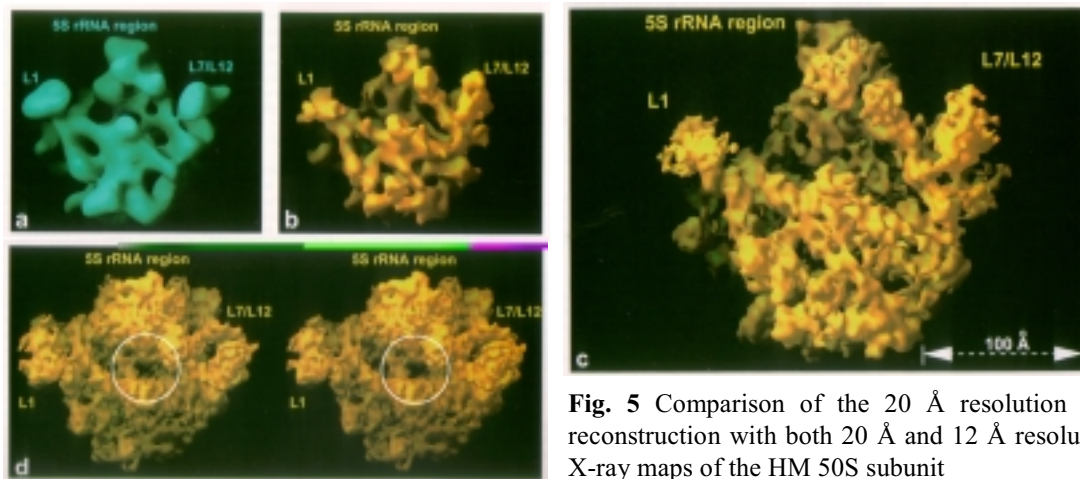 5S rRNA region
L1
L7/L12
a
5S rRNA region
L1
L7/L12
b
5S rRNA region
L1
L7/L12
c
100 Å
5S rRNA region
L7/L12
L1
d
5S rRNA region
L7/L12
L1
Fig. 5 Comparison of the 20 Å resolution
reconstruction with both 20 Å and 12 Å resolu
X-ray maps of the HM 50S subunit